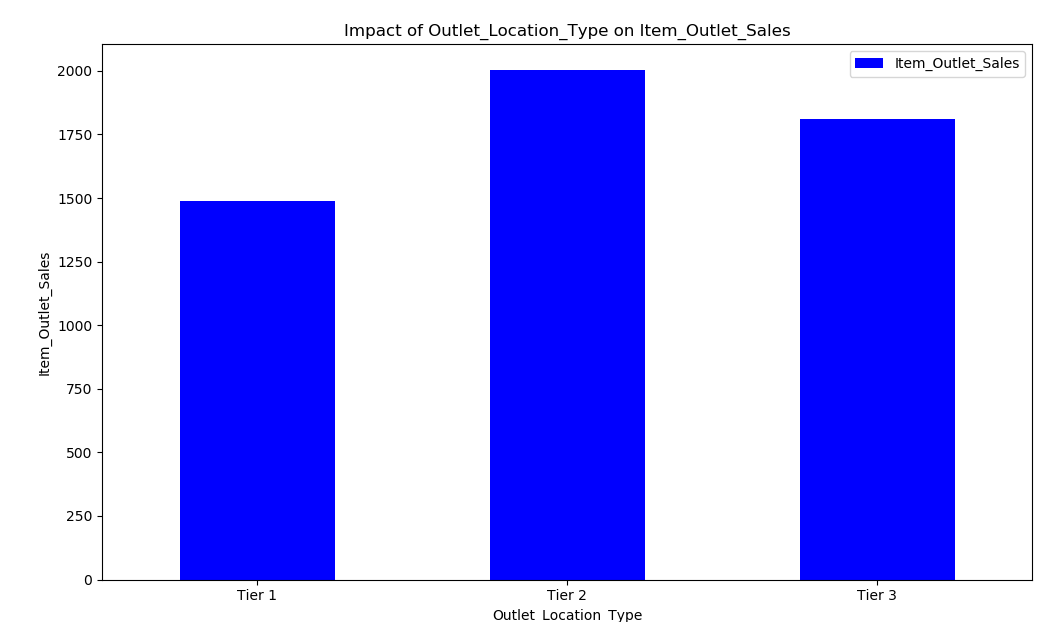 Impact of Outlet_Location_Type on Item_Outlet_Sales
Item_Outlet_Sales
2000
1750
1500
1250
1000
750
500
250
0
Item_Outlet_Sales
Tier 1
Tier 2
Tier 3
Outlet_Location_Type